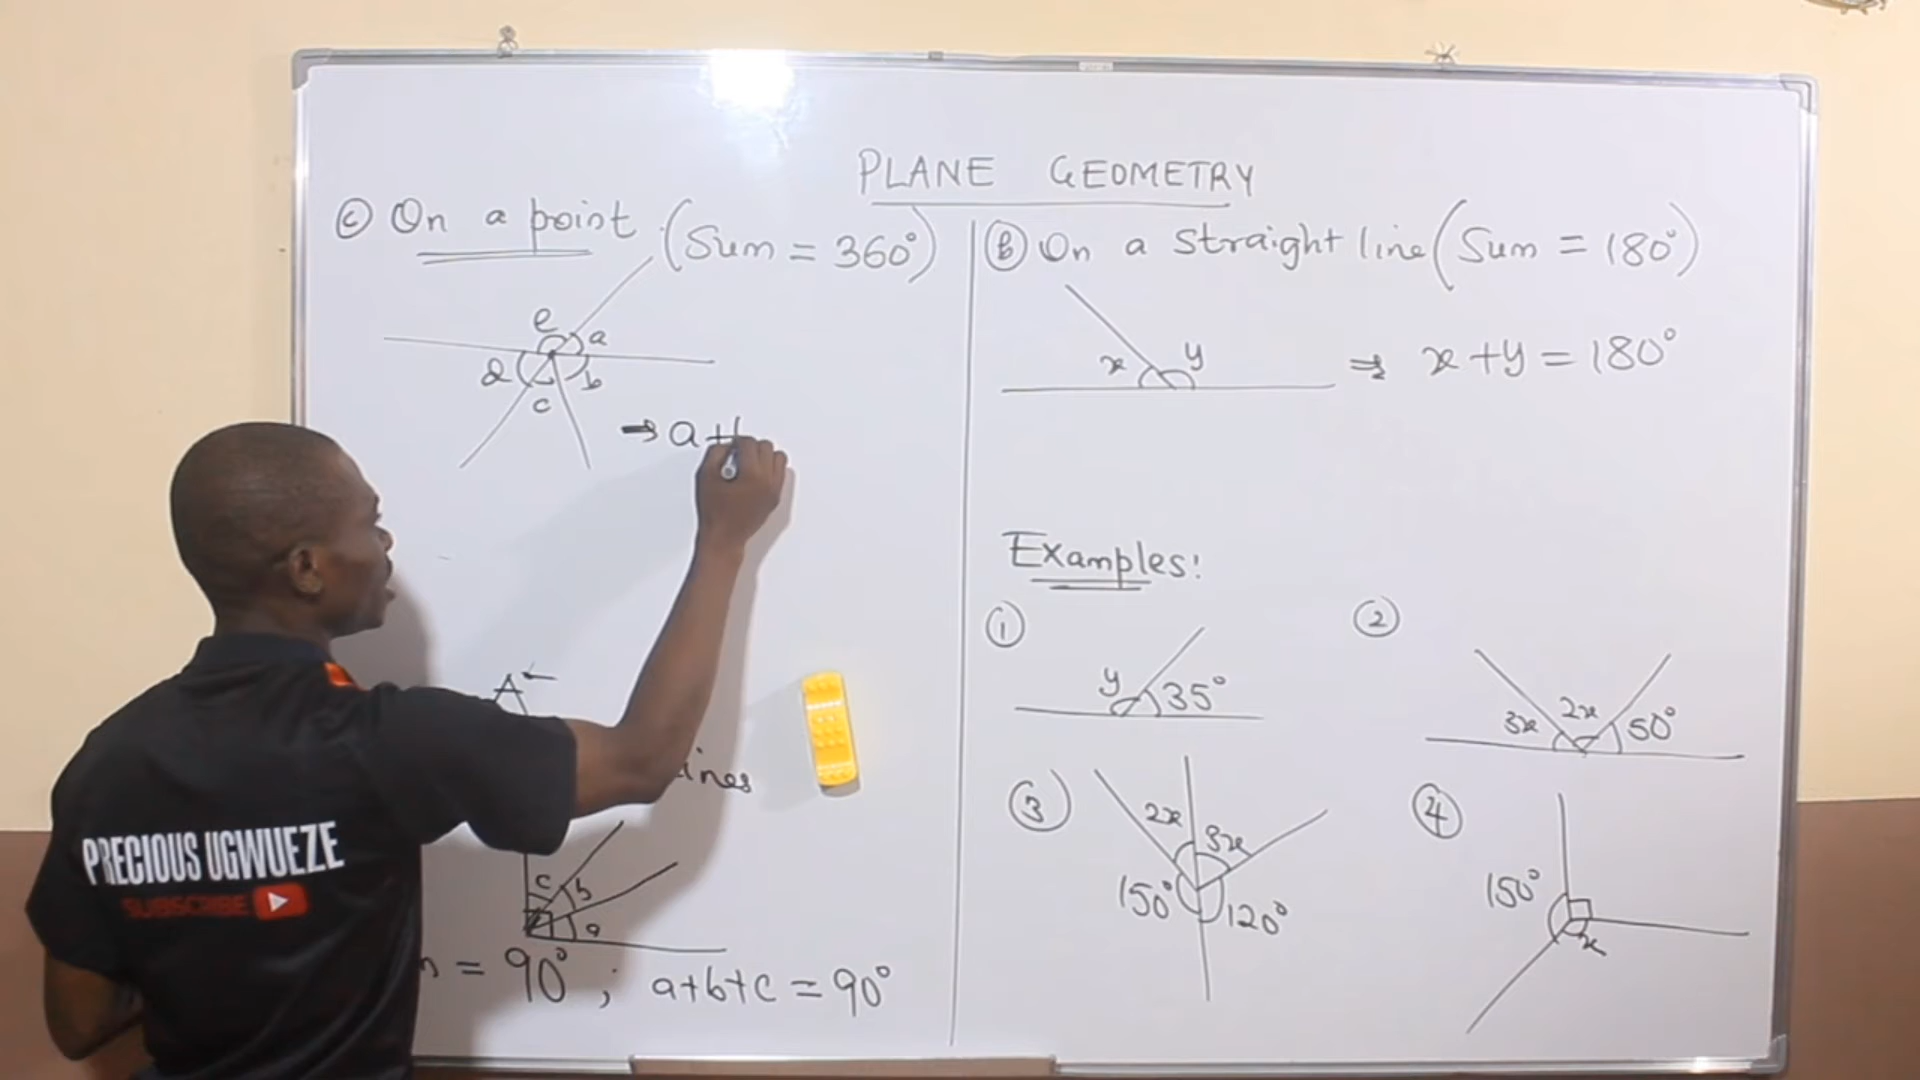 PLANE GEOMETRY
Ⓒ On a point (Sum = 360°)
e
a
d
b
c
⇒ a +
A
c
b
a
= 90° ; a+b+c = 90°
Ⓑ On a straight line (Sum = 180°)
x
y
⇒ x + y = 180°
Examples:
①
y
35°
②
3x
2x
50°
③
2x
3x
150°
120°
④
150°
x
PRECIOUS UGWUEZE
SUBSCRIBE